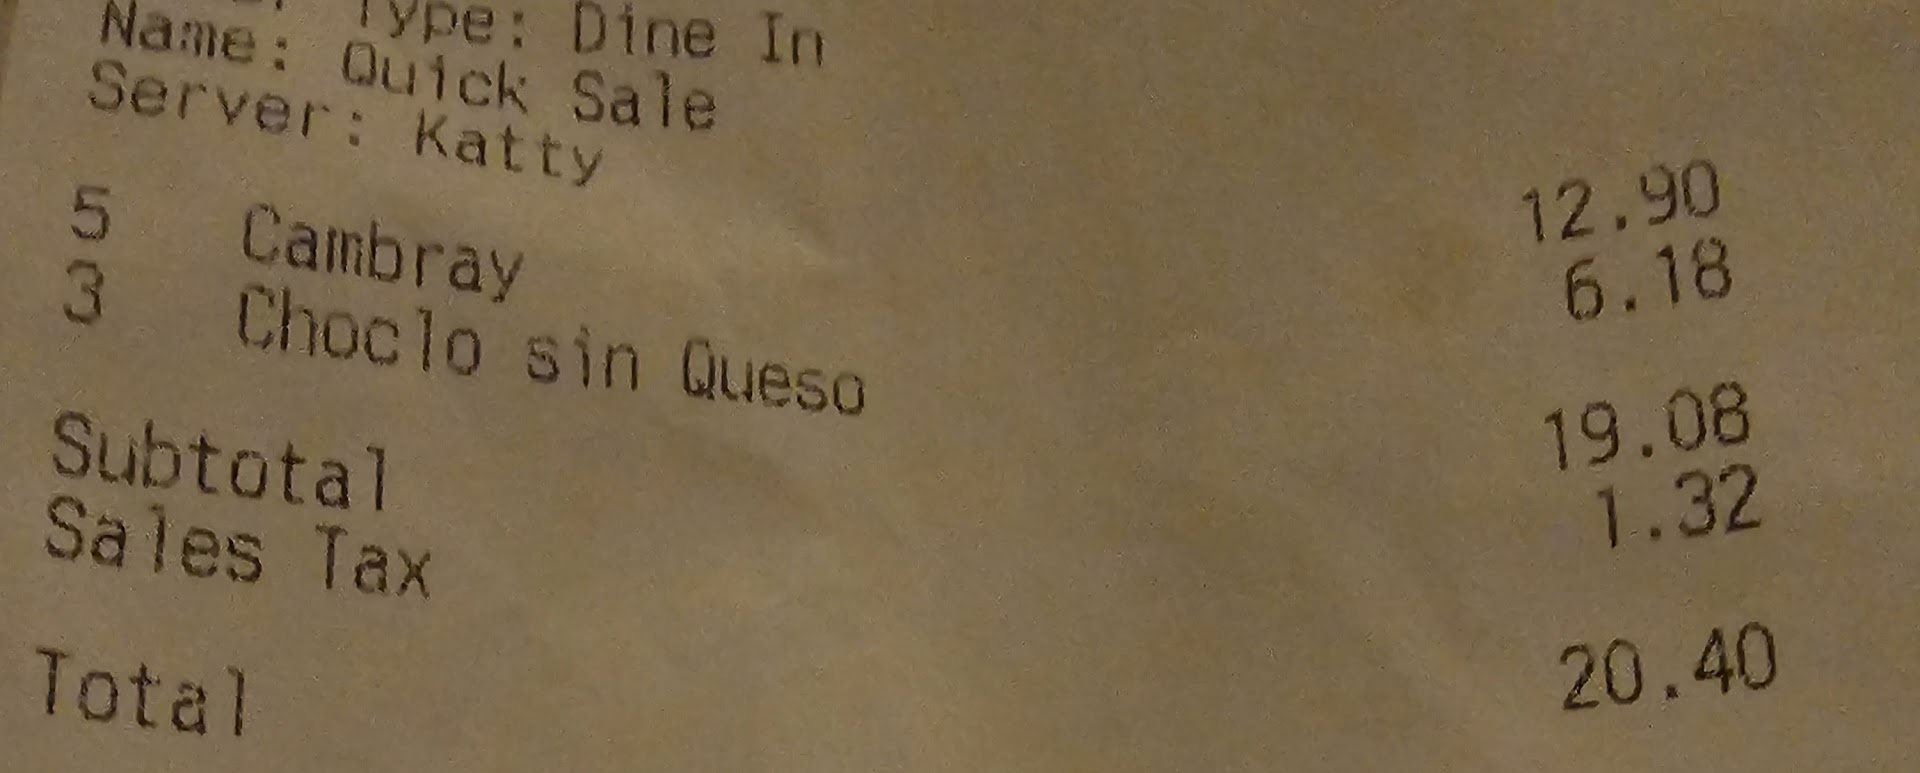 Type: Dine In
Name: Quick Sale
Server: Katty
5 Cambray 12.90
3 Choclo sin Queso 6.18
Subtotal 19.08
Sales Tax 1.32
Total 20.40